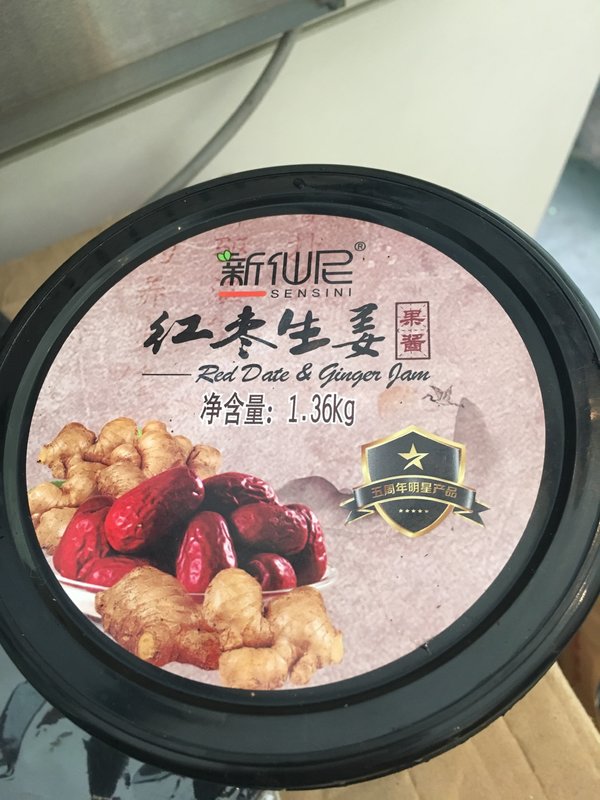 新仙尼®
SENSINI
红枣生姜 果酱
Red Date & Ginger Jam
净含量：1.36Kg
五周年明星产品